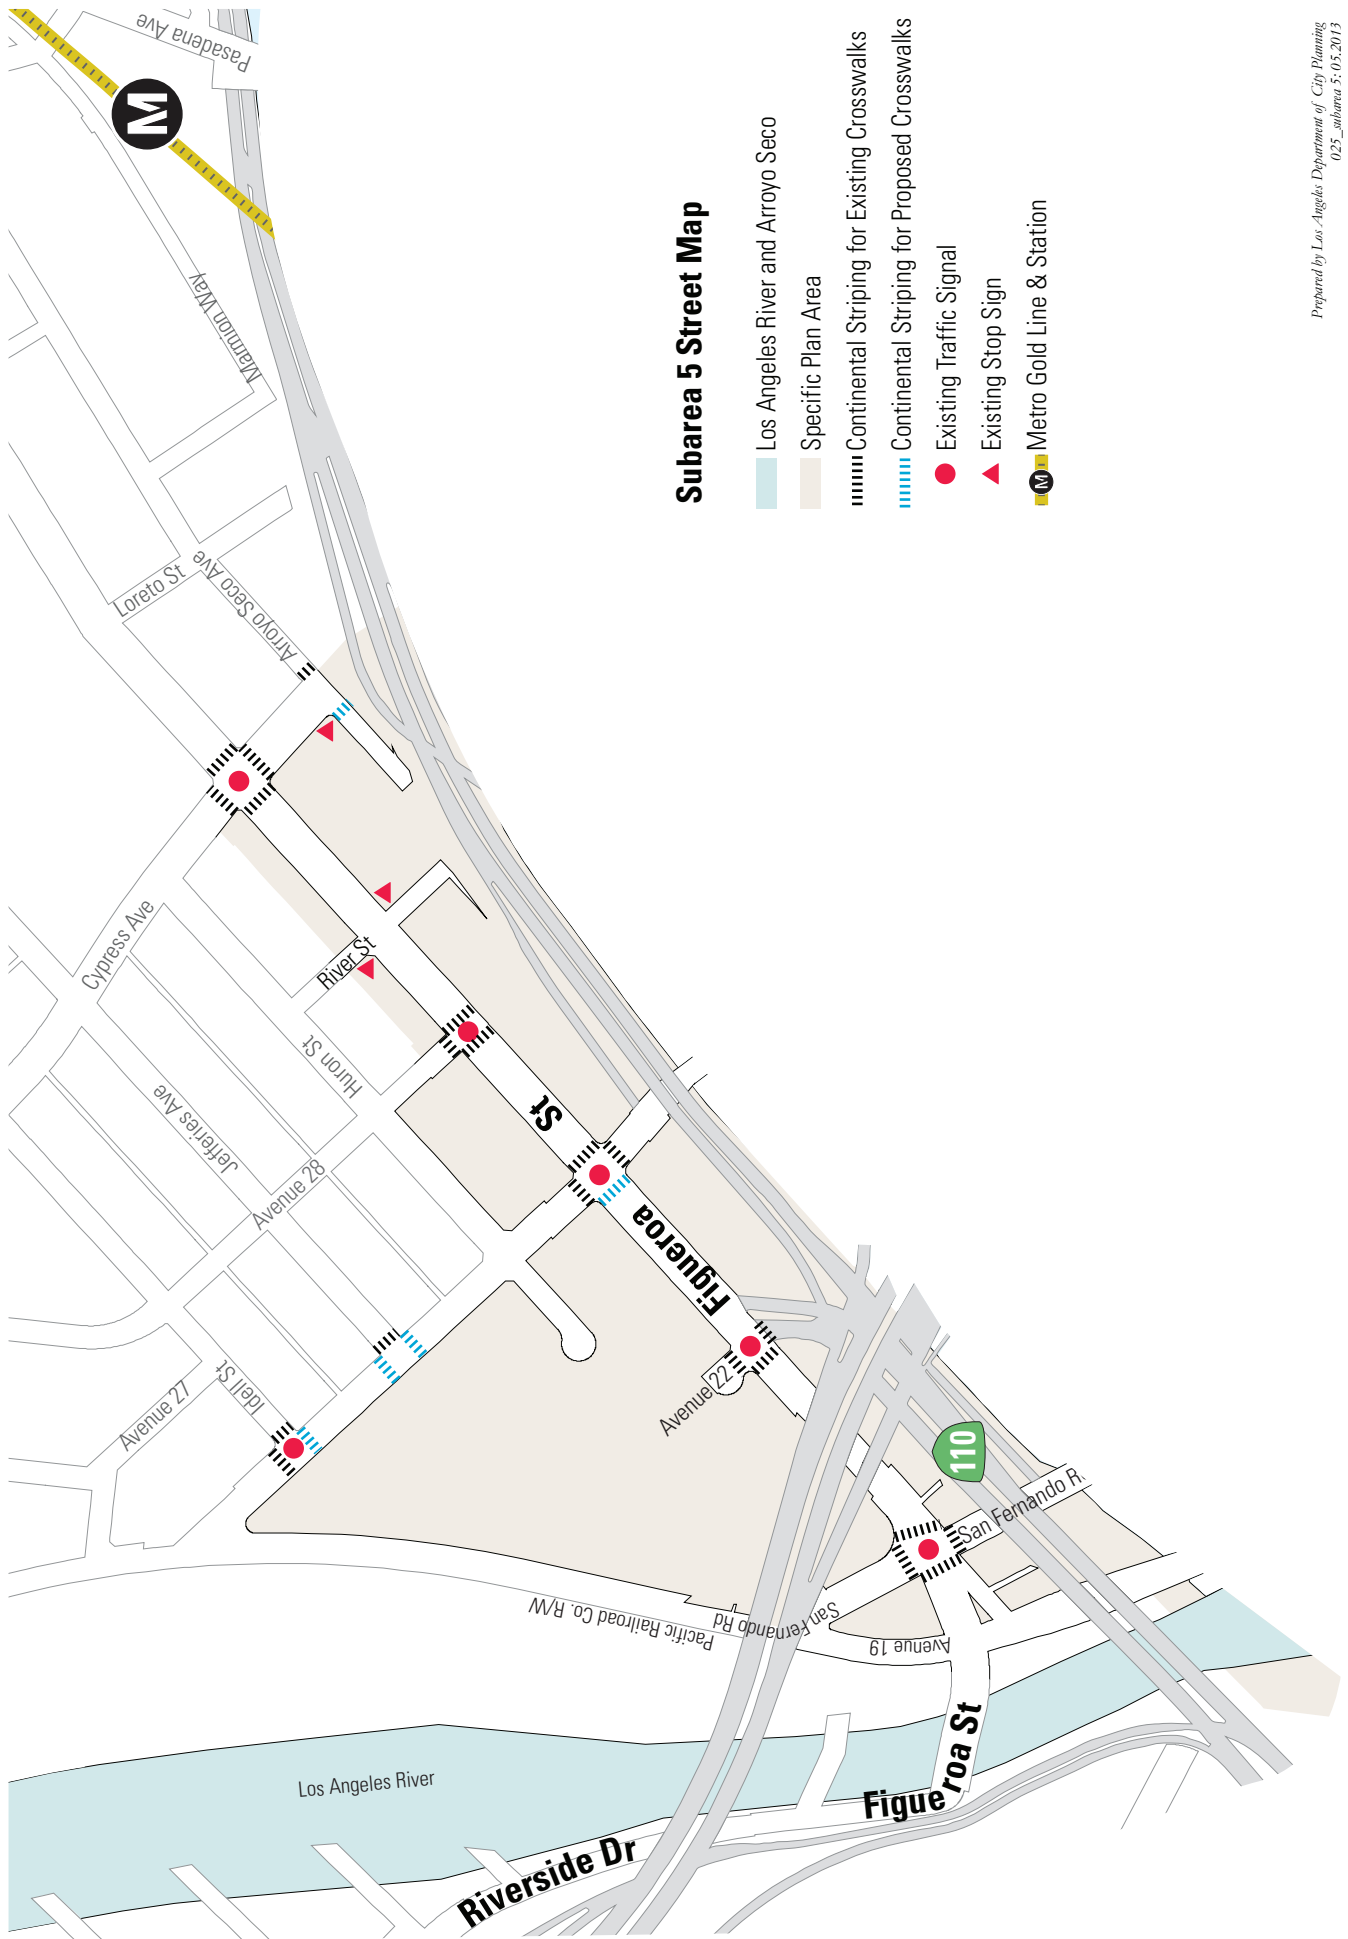 Subarea 5 Street Map
Los Angeles River and Arroyo Seco
Specific Plan Area
Continental Striping for Existing Crosswalks
Continental Striping for Proposed Crosswalks
Existing Traffic Signal
Existing Stop Sign
M
Metro Gold Line & Station
M
Pasadena Ave
Marmion Way
Loreto St
Arroyo Seco Ave
Cypress Ave
River St
Huron St
Jefferies Ave
Avenue 28
St
Figueroa
Avenue 27
Idell St
Avenue 22
110
San Fernando R
San Fernando Rd
Pacific Railroad Co. R/W
Avenue 19
Los Angeles River
Figueroa St
Riverside Dr
Prepared by Los Angeles Department of City Planning
025_subarea 5: 05.2013